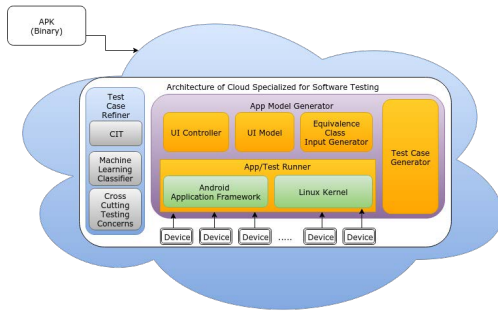 APK
(Binary)
Architecture of Cloud Specialized for Software Testing
Test
Case
Refiner
CIT
Machine
Learning
Classifier
Cross
Cutting
Testing
Concerns
App Model Generator
UI Controller
UI Model
Equivalence
Class
Input Generator
App/Test Runner
Android
Application Framework
Linux Kernel
Test Case
Generator
Device
Device
Device
.....
Device
Device